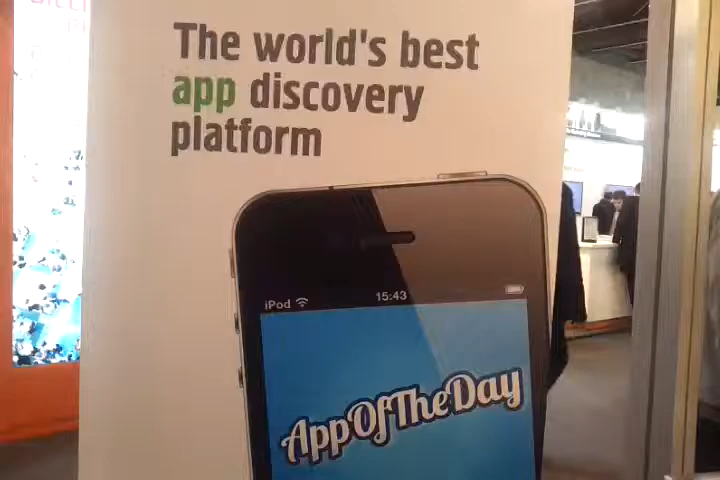 The world's best
app discovery
platform
iPod 15:43
AppOfTheDay